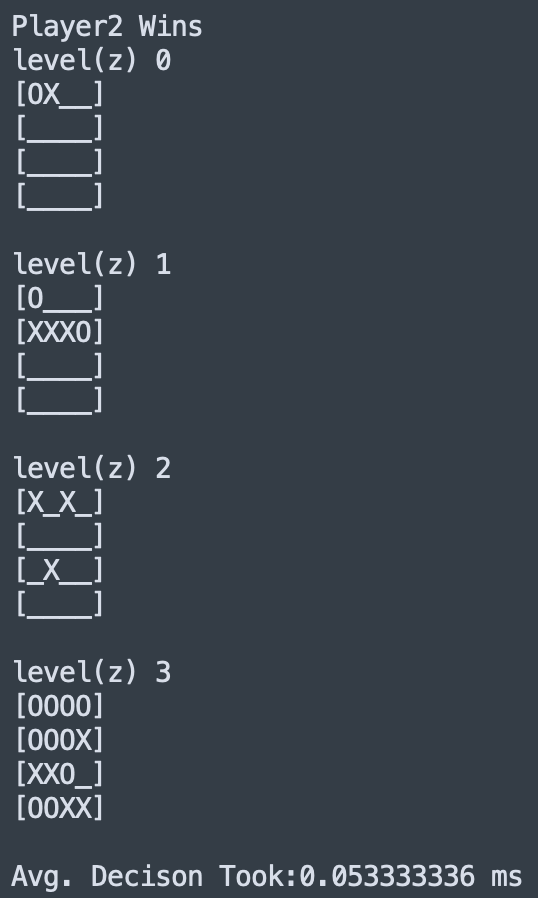 Player2 Wins
level(z) 0
[OX__]
[____]
[____]
[____]
level(z) 1
[O___]
[XXXO]
[____]
[____]
level(z) 2
[X_X_]
[____]
[_X__]
[____]
level(z) 3
[OOOO]
[OOOX]
[XXO_]
[OOXX]
Avg. Decison Took:0.053333336 ms